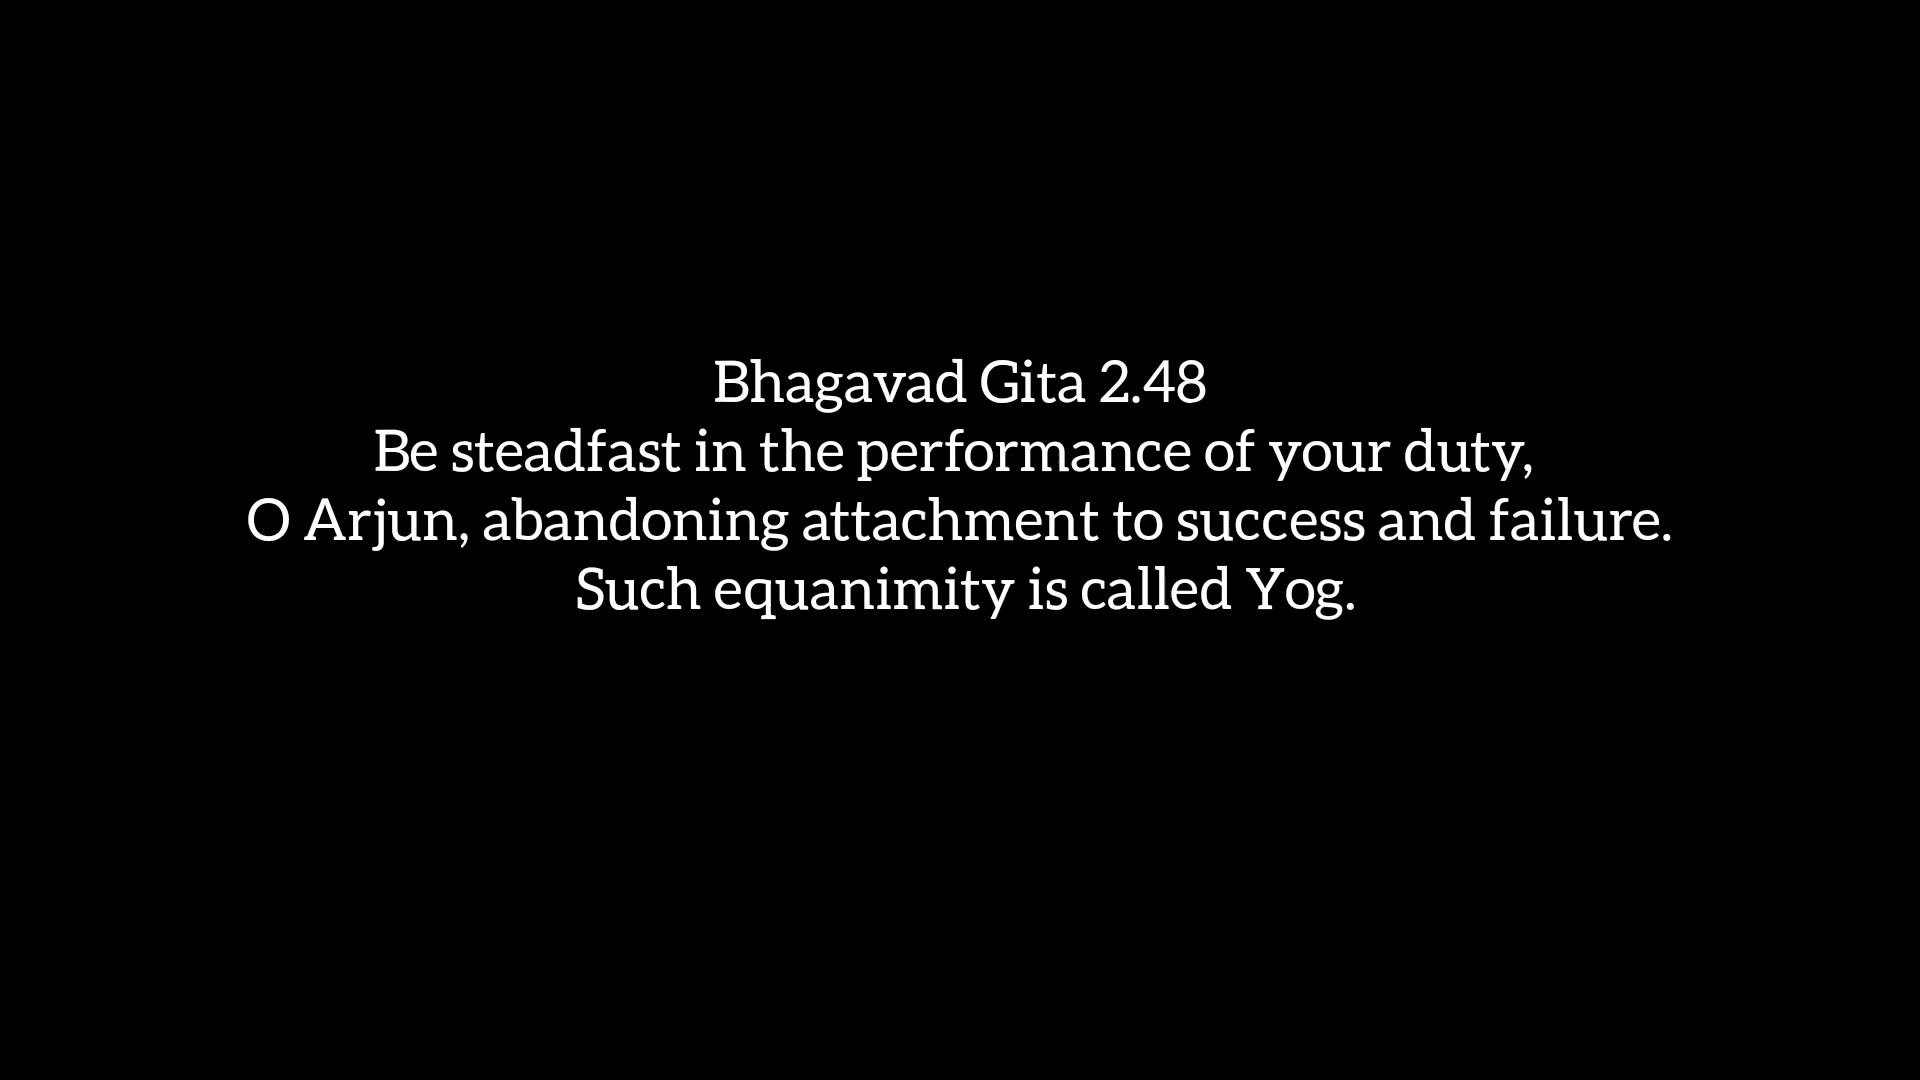 Bhagavad Gita 2.48
Be steadfast in the performance of your duty,
O Arjun, abandoning attachment to success and failure.
Such equanimity is called Yog.